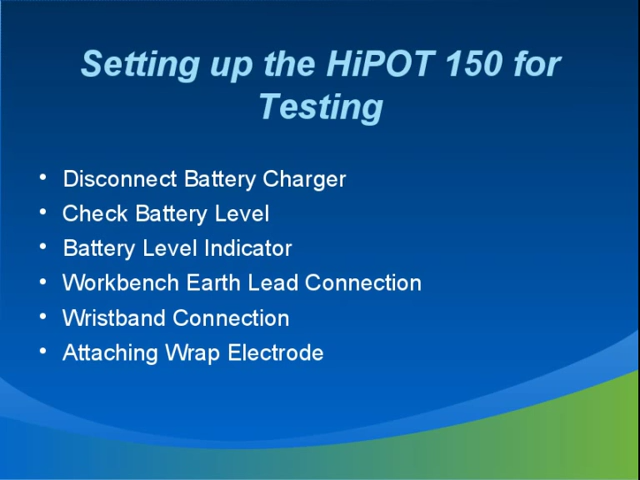 Setting up the HiPOT 150 for
Testing
• Disconnect Battery Charger
• Check Battery Level
• Battery Level Indicator
• Workbench Earth Lead Connection
• Wristband Connection
• Attaching Wrap Electrode